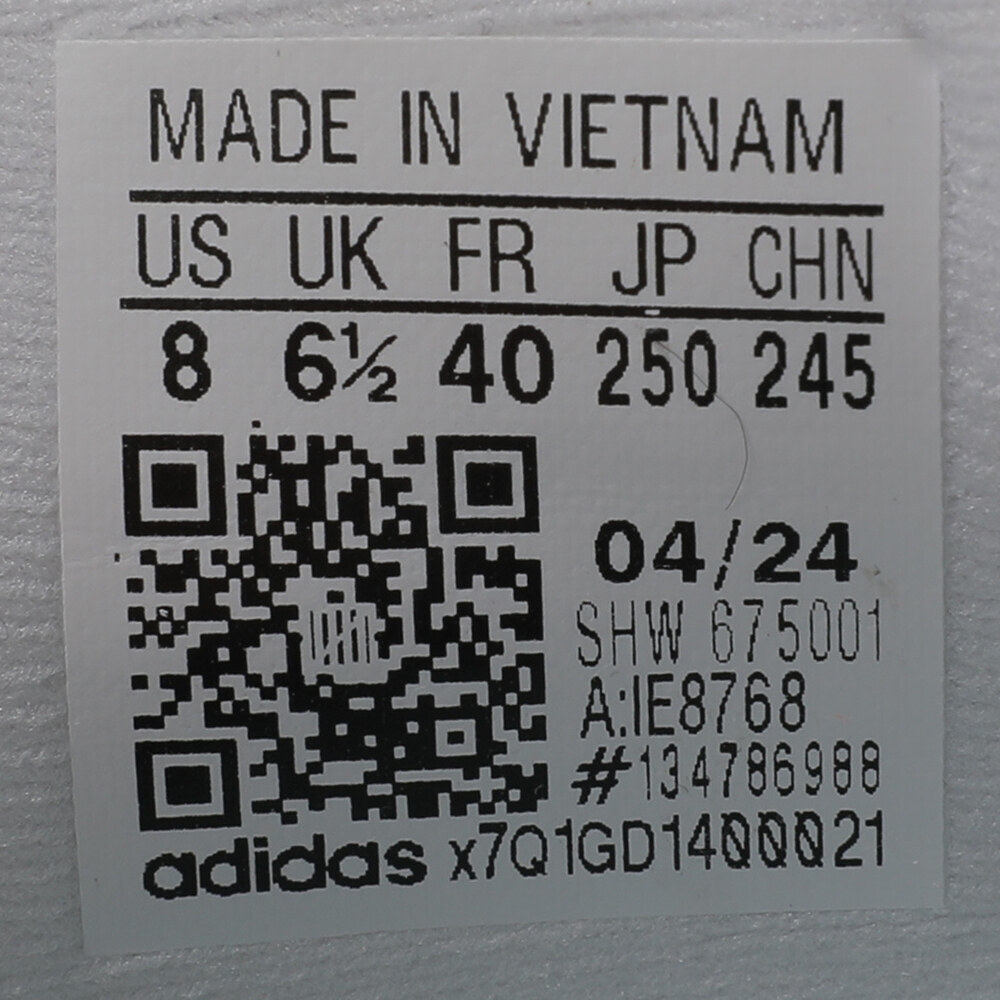 MADE IN VIETNAM
US UK FR JP CHN
8 6½ 40 250 245
04/24
SHW 675001
A:IE8768
#134786988
adidas x7Q1GD14000021